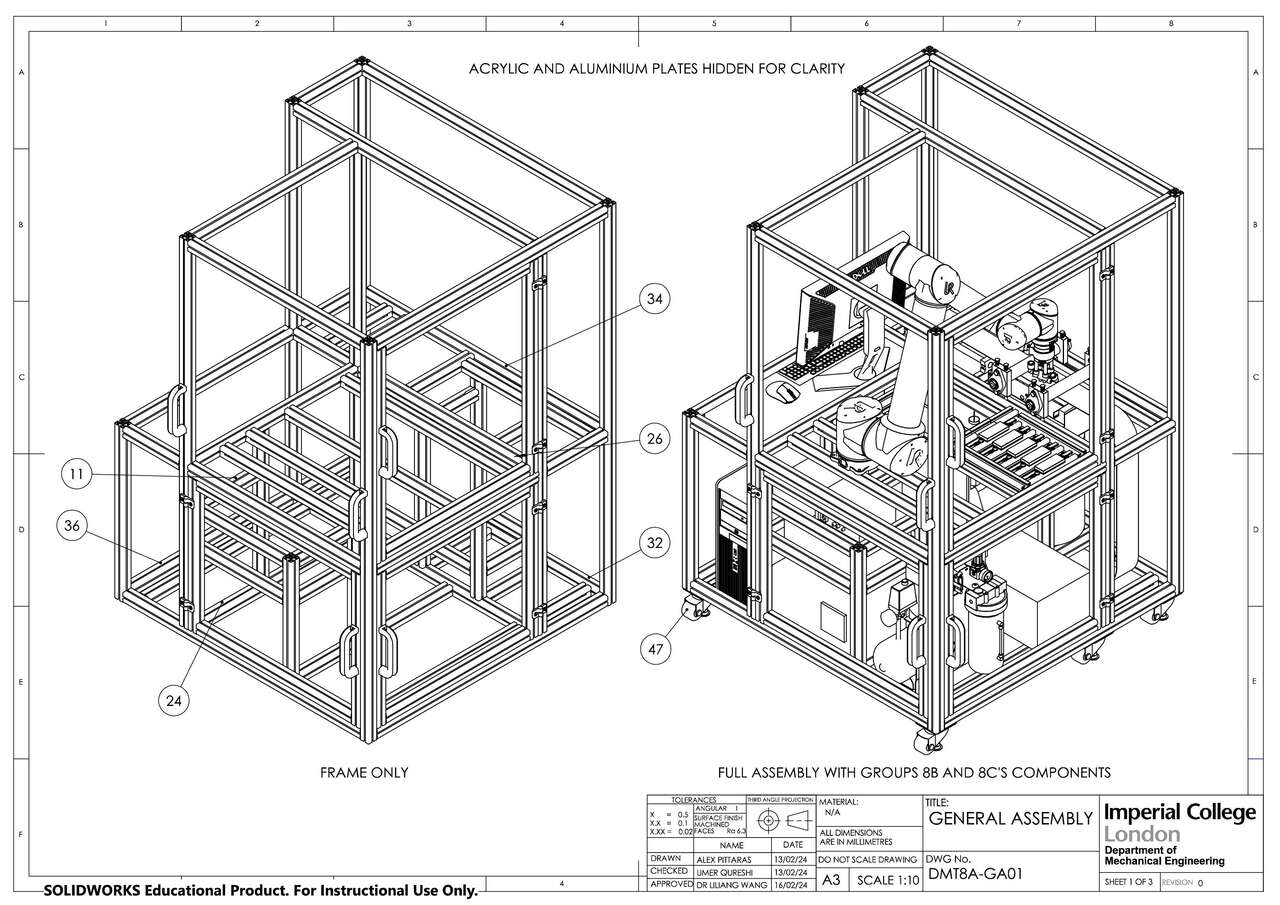 1 2 3 4 5 6 7 8
A A
ACRYLIC AND ALUMINIUM PLATES HIDDEN FOR CLARITY
B B
C C
D D
E E
F
34
26
11
36
32
24
47
UR
FRAME ONLY
FULL ASSEMBLY WITH GROUPS 8B AND 8C'S COMPONENTS
TOLERANCES
X = 0.5
X.X = 0.1
X.XX = 0.02
ANGULAR 1
SURFACE FINISH
MACHINED
FACES Ra 6.3
THIRD ANGLE PROJECTION
NAME DATE
DRAWN ALEX PITTARAS 13/02/24
CHECKED UMER QURESHI 13/02/24
APPROVED DR LILIANG WANG 16/02/24
MATERIAL:
N/A
ALL DIMENSIONS
ARE IN MILLIMETRES
DO NOT SCALE DRAWING
A3 SCALE 1:10
TITLE:
GENERAL ASSEMBLY
DWG No.
DMT8A-GA01
Imperial College
London
Department of
Mechanical Engineering
SHEET 1 OF 3 REVISION 0
4
SOLIDWORKS Educational Product. For Instructional Use Only.